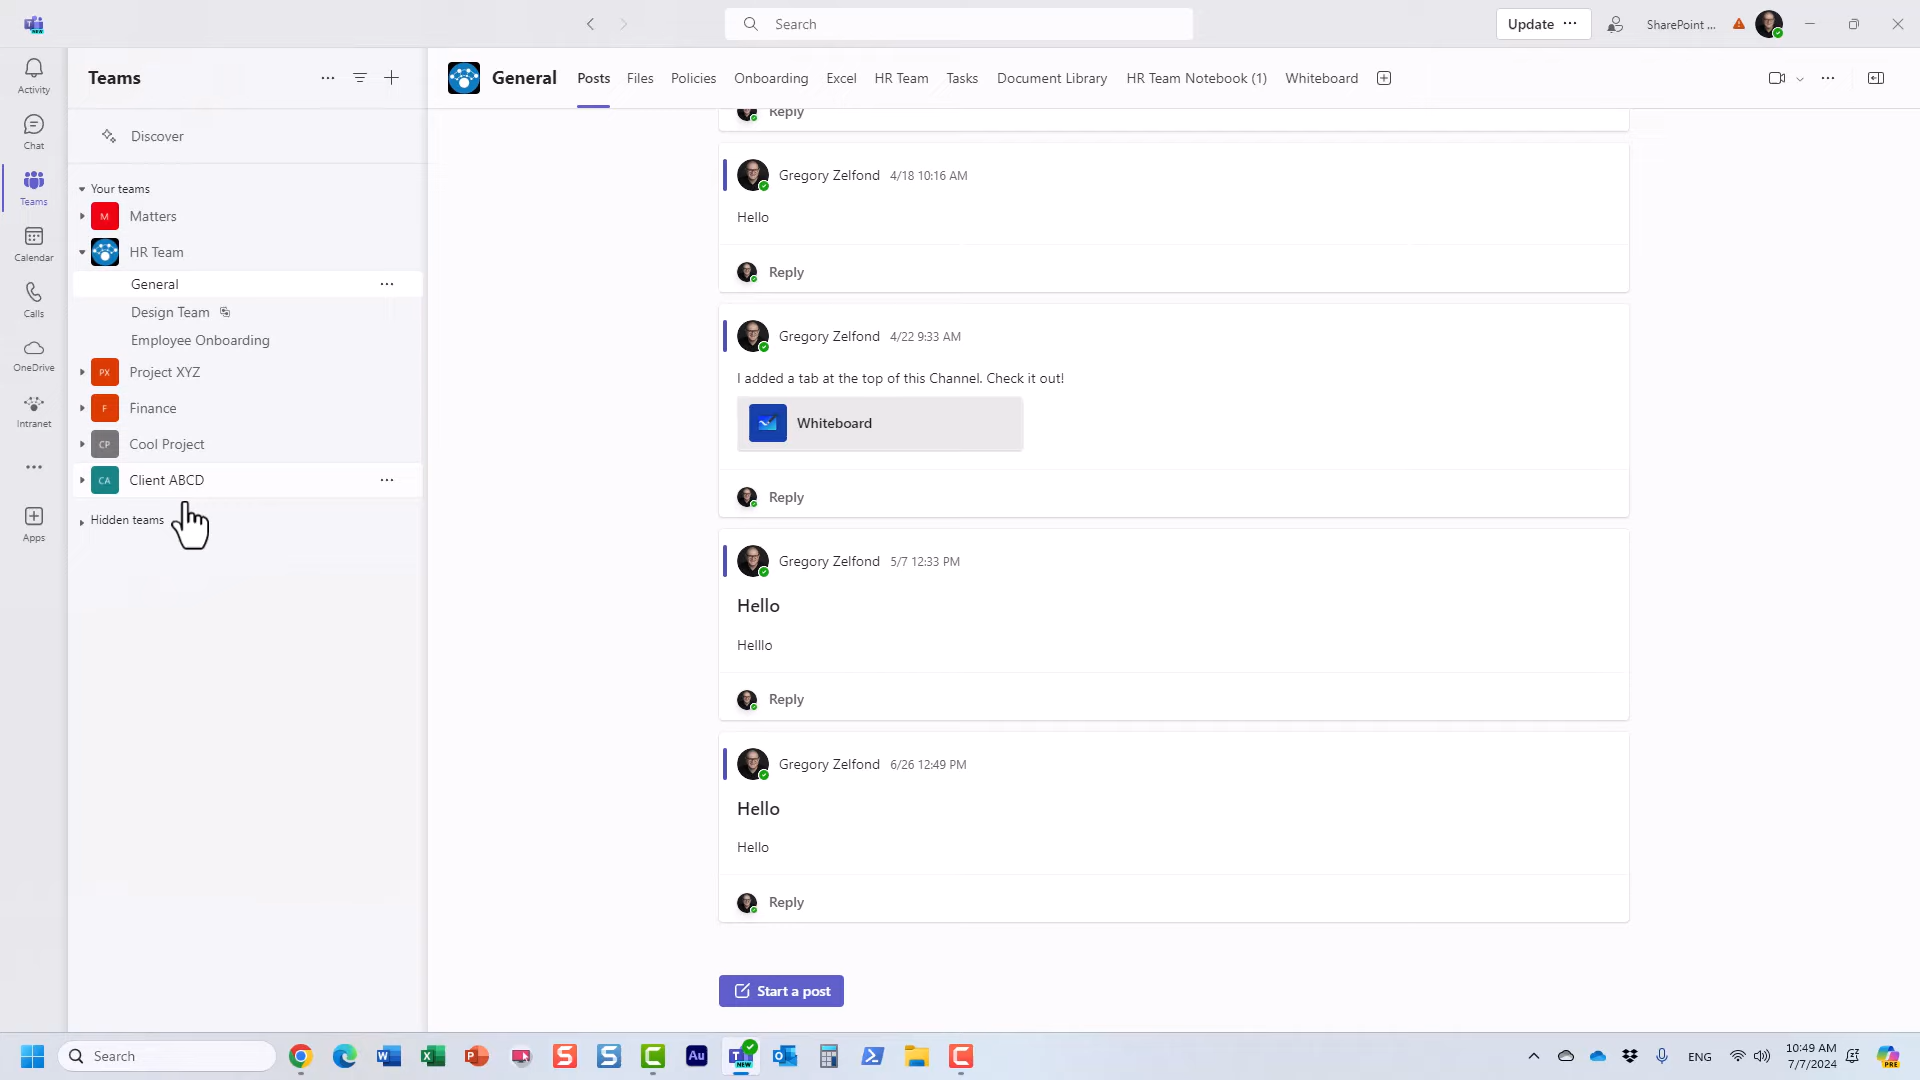 Search
Update ...
SharePoint ...
Activity
Chat
Teams
Calendar
Calls
OneDrive
Intranet
Apps
Teams
Discover
Your teams
M Matters
HR Team
General
Design Team
Employee Onboarding
PX Project XYZ
F Finance
CP Cool Project
CA Client ABCD
Hidden teams
General Posts Files Policies Onboarding Excel HR Team Tasks Document Library HR Team Notebook (1) Whiteboard
Reply
Gregory Zelfond 4/18 10:16 AM
Hello
Reply
Gregory Zelfond 4/22 9:33 AM
I added a tab at the top of this Channel. Check it out!
Whiteboard
Reply
Gregory Zelfond 5/7 12:33 PM
Hello
Helllo
Reply
Gregory Zelfond 6/26 12:49 PM
Hello
Hello
Reply
Start a post
Search
Au
NEW
ENG
10:49 AM
7/7/2024
PRE